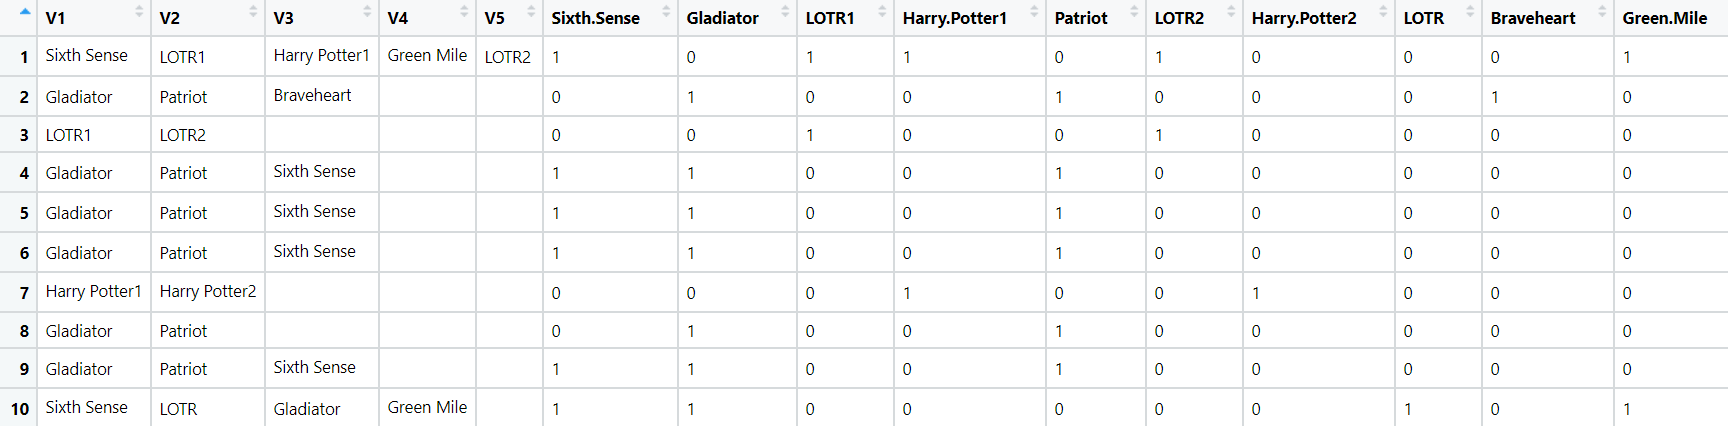 V1 V2 V3 V4 V5 Sixth.Sense Gladiator LOTR1 Harry.Potter1 Patriot LOTR2 Harry.Potter2 LOTR Braveheart Green.Mile
1 Sixth Sense LOTR1 Harry Potter1 Green Mile LOTR2 1 0 1 1 0 1 0 0 0 1
2 Gladiator Patriot Braveheart 0 1 0 0 1 0 0 0 1 0
3 LOTR1 LOTR2 0 0 1 0 0 1 0 0 0 0
4 Gladiator Patriot Sixth Sense 1 1 0 0 1 0 0 0 0 0
5 Gladiator Patriot Sixth Sense 1 1 0 0 1 0 0 0 0 0
6 Gladiator Patriot Sixth Sense 1 1 0 0 1 0 0 0 0 0
7 Harry Potter1 Harry Potter2 0 0 0 1 0 0 1 0 0 0
8 Gladiator Patriot 0 1 0 0 1 0 0 0 0 0
9 Gladiator Patriot Sixth Sense 1 1 0 0 1 0 0 0 0 0
10 Sixth Sense LOTR Gladiator Green Mile 1 1 0 0 0 0 0 1 0 1